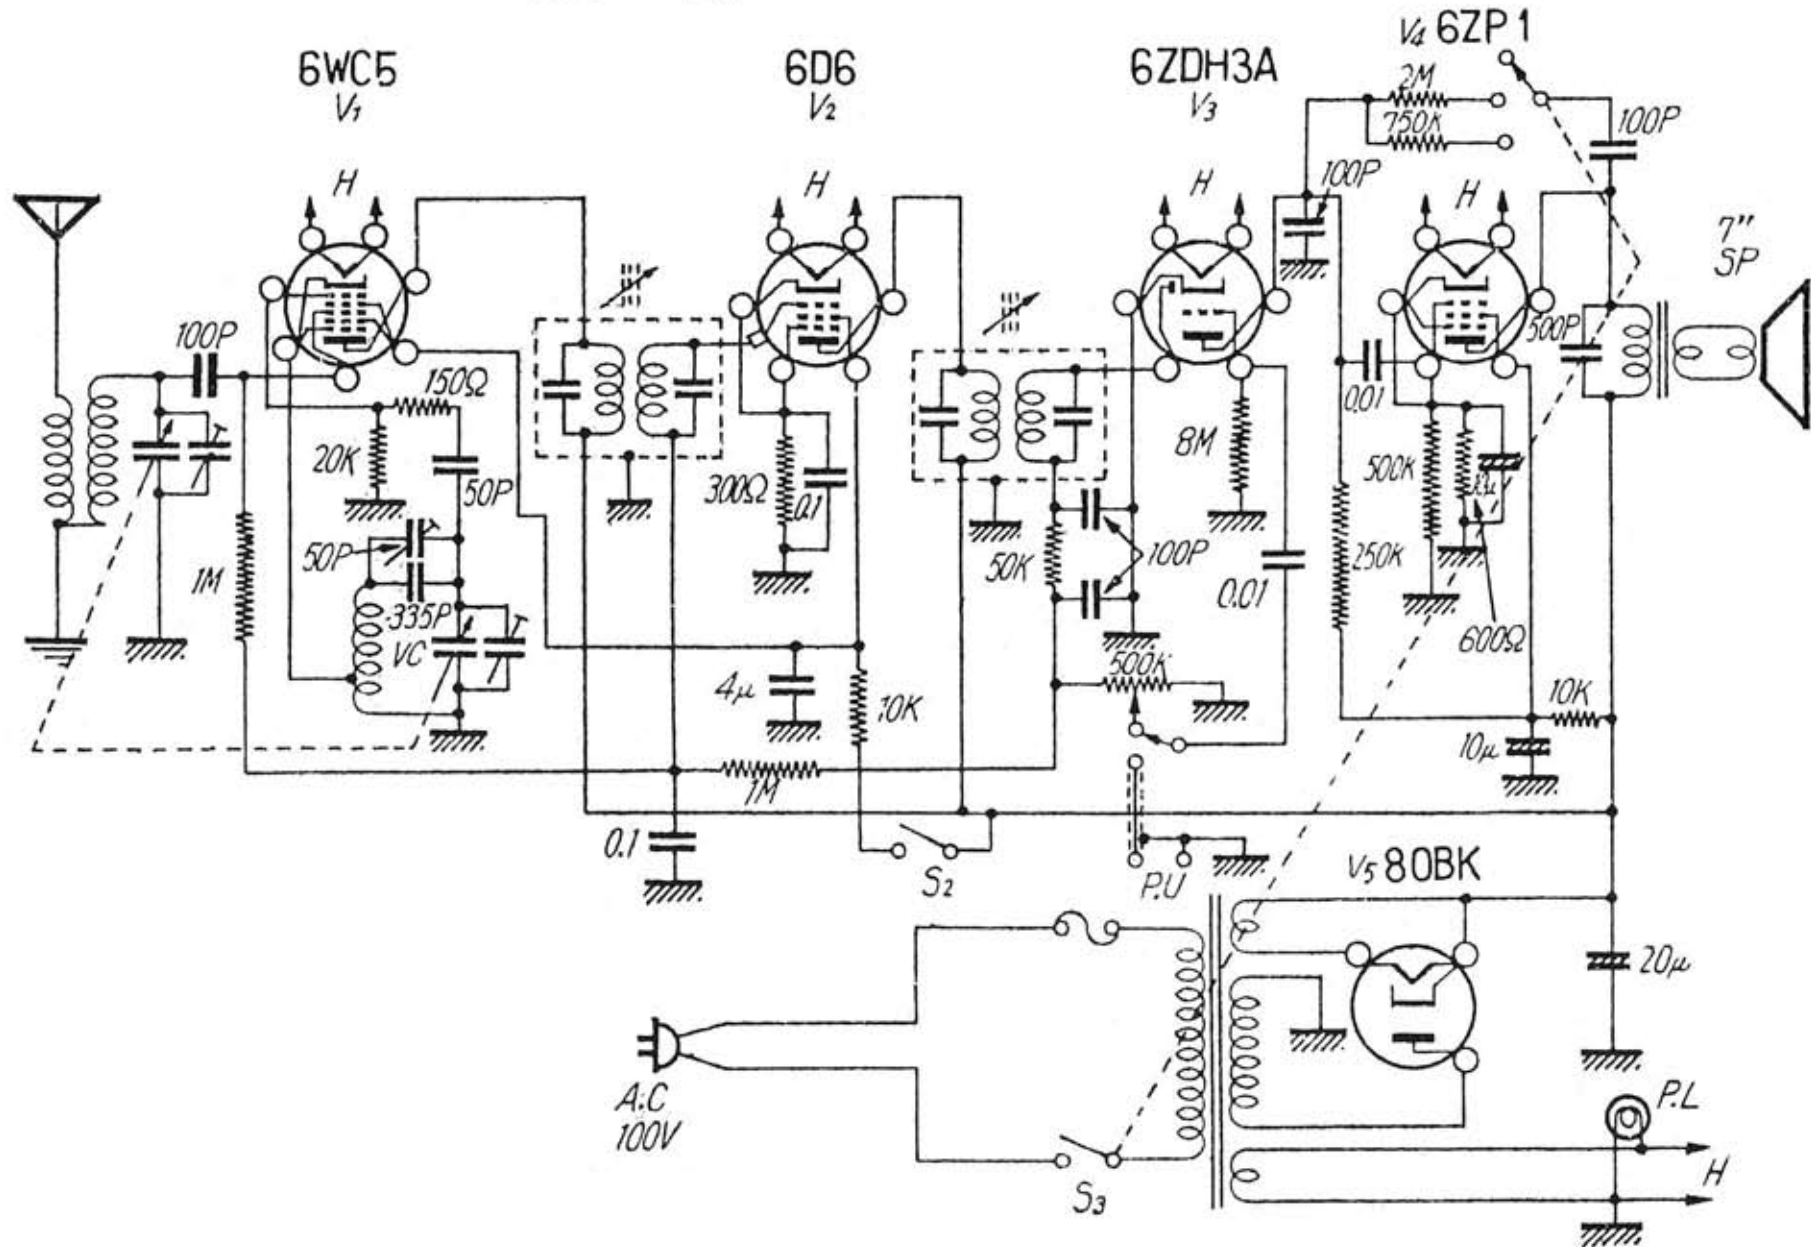 6WC5
V1
6D6
V2
6ZDH3A
V3
V4 6ZP1
H
H
H
H
2M
750K
100P
100P
7"
SP
500P
100P
150Ω
20K
50P
50P
335P
VC
1M
300Ω
0.1
4μ
10K
50K
100P
8M
0.01
500K
0.01
250K
500K
600Ω
10K
10μ
1M
0.1
S2
P.U
V5 80BK
20μ
A.C
100V
S3
P.L
H